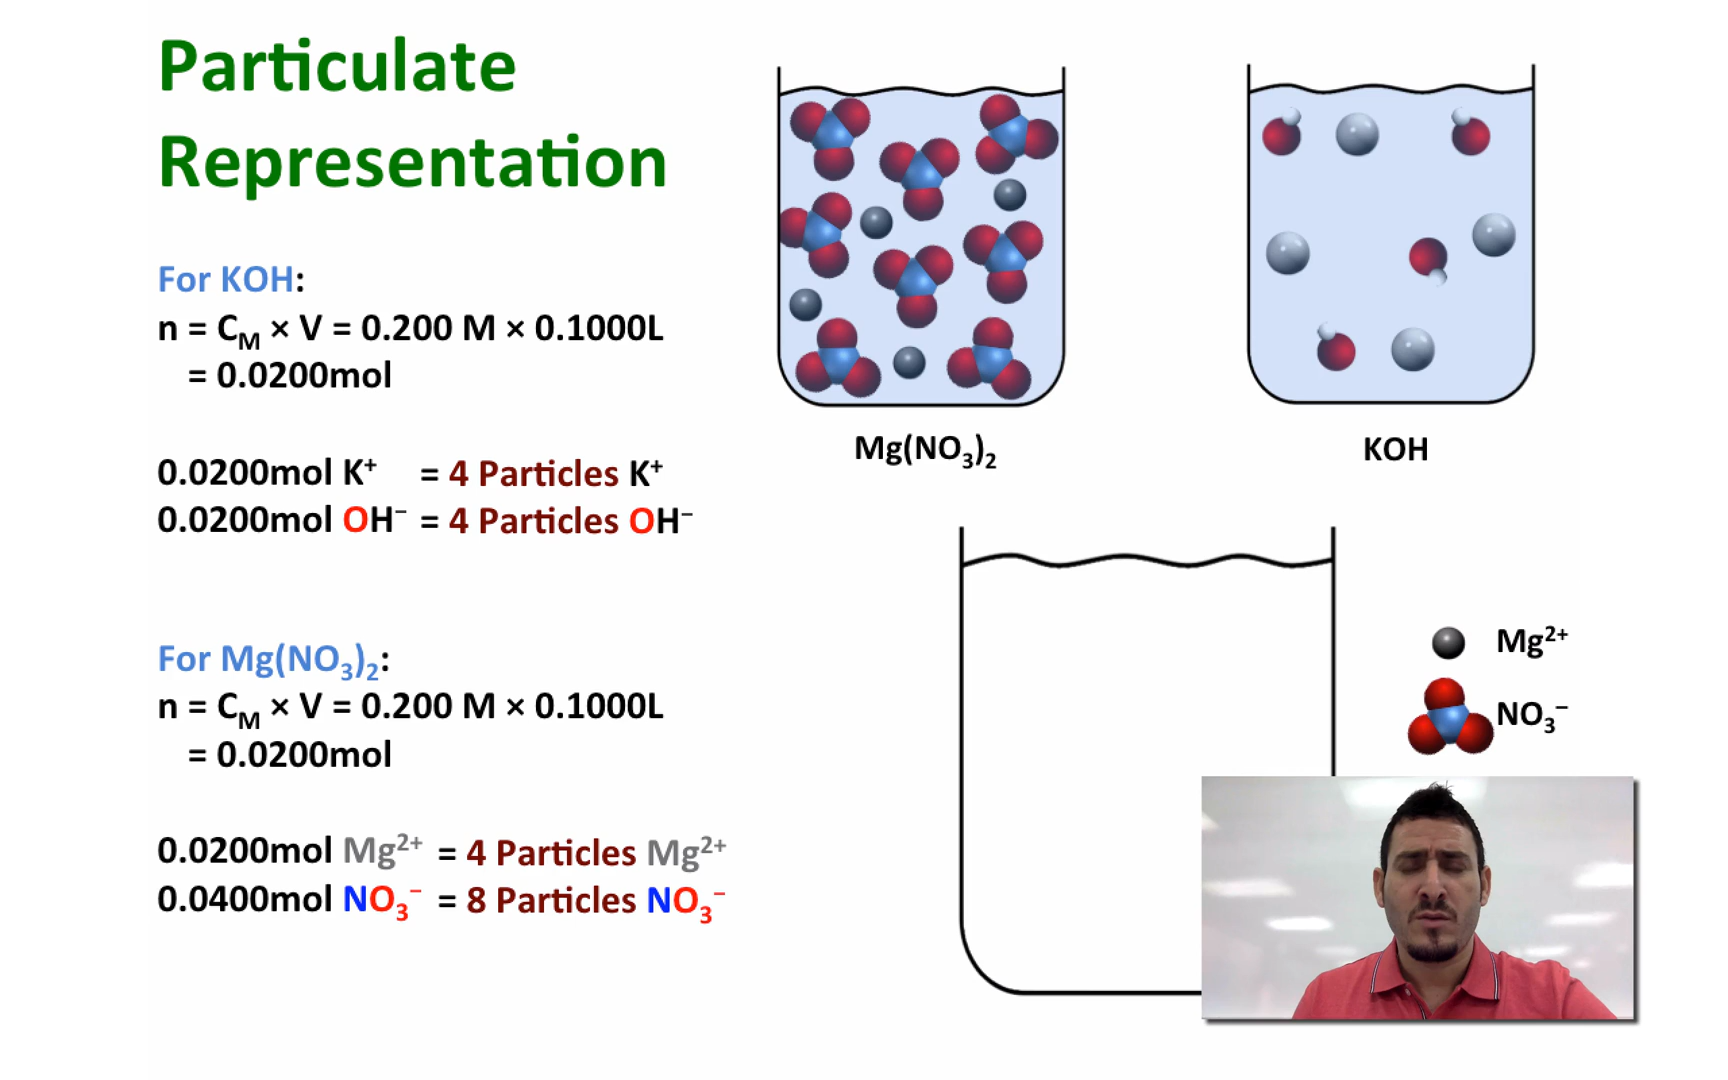 Particulate
Representation
For KOH:
n = C_M × V = 0.200 M × 0.1000L
= 0.0200mol
0.0200mol K⁺ = 4 Particles K⁺
0.0200mol OH⁻ = 4 Particles OH⁻
For Mg(NO₃)₂:
n = C_M × V = 0.200 M × 0.1000L
= 0.0200mol
0.0200mol Mg²⁺ = 4 Particles Mg²⁺
0.0400mol NO₃⁻ = 8 Particles NO₃⁻
Mg(NO₃)₂
KOH
Mg²⁺
NO₃⁻